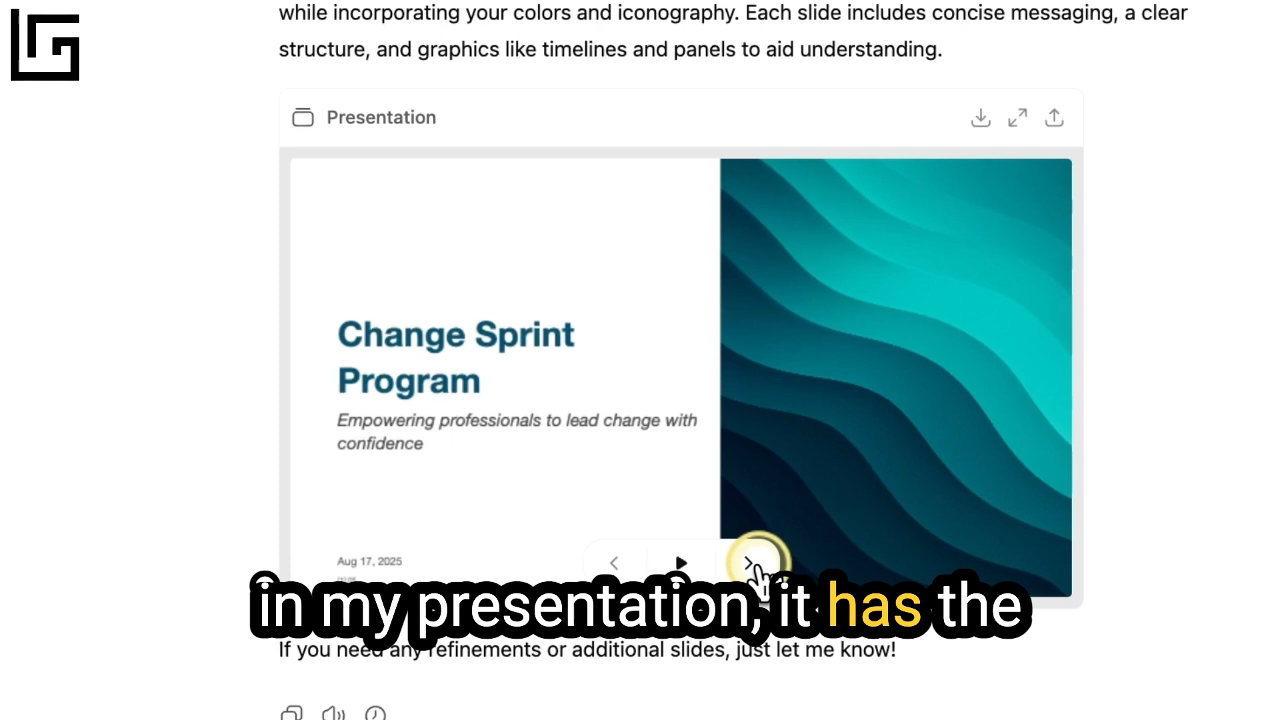 while incorporating your colors and iconography. Each slide includes concise messaging, a clear
structure, and graphics like timelines and panels to aid understanding.
Presentation
Change Sprint
Program
Empowering professionals to lead change with
confidence
Aug 17, 2025
in my presentation, it has the
If you need any refinements or additional slides, just let me know!